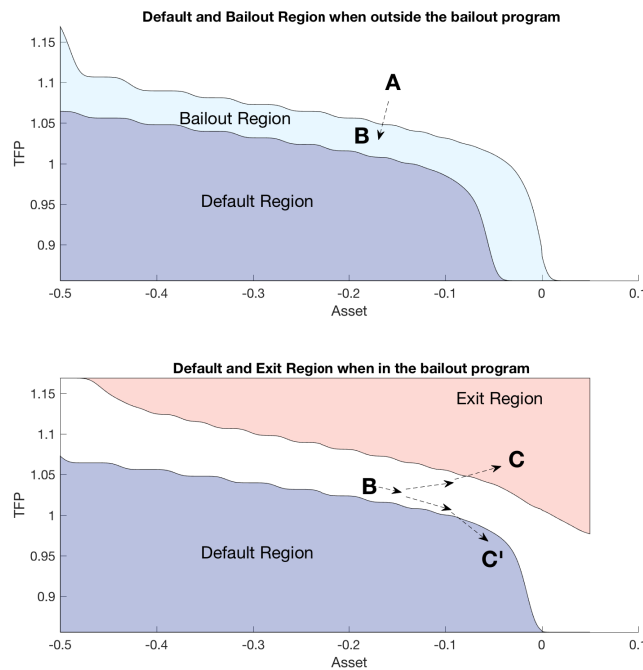 Default and Bailout Region when outside the bailout program
1.15
1.1
1.05
1
0.95
0.9
TFP
A
Bailout Region
B
Default Region
-0.5 -0.4 -0.3 -0.2 -0.1 0 0.1
Asset
Default and Exit Region when in the bailout program
1.15
1.1
1.05
1
0.95
0.9
TFP
Exit Region
C
B
Default Region
C'
-0.5 -0.4 -0.3 -0.2 -0.1 0 0.
Asset